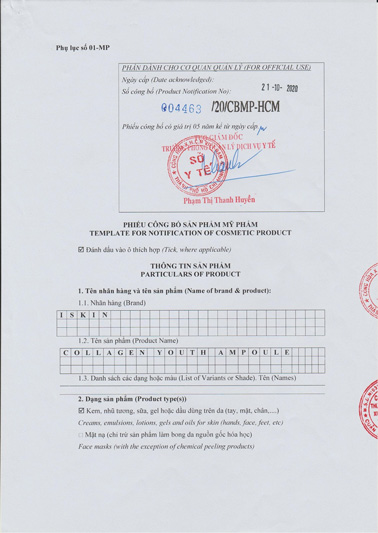 Phụ lục số 01-MP
PHẦN DÀNH CHO CƠ QUAN QUẢN LÝ (FOR OFFICIAL USE)
Ngày cấp (Date acknowledged):
21-10-2020
Số công bố (Product Notification No):
004463 /20/CBMP-HCM
Phiếu công bố có giá trị 05 năm kể từ ngày cấp
GIÁM ĐỐC
QUẢN LÝ DỊCH VỤ Y TẾ
SỞ
Y TẾ
Phạm Thị Thanh Huyền
PHIẾU CÔNG BỐ SẢN PHẨM MỸ PHẨM
TEMPLATE FOR NOTIFICATION OF COSMETIC PRODUCT
☑ Đánh dấu vào ô thích hợp (Tick, where applicable)
THÔNG TIN SẢN PHẨM
PARTICULARS OF PRODUCT
1. Tên nhãn hàng và tên sản phẩm (Name of brand & product):
1.1. Nhãn hàng (Brand)
ISKIN
1.2. Tên sản phẩm (Product Name)
COLLAGEN YOUTH AMPOULE
1.3. Danh sách các dạng hoặc màu (List of Variants or Shade). Tên (Names)
2. Dạng sản phẩm (Product type(s))
☑ Kem, nhũ tương, sữa, gel hoặc dầu dùng trên da (tay, mặt, chân,....)
Creams, emulsions, lotions, gels and oils for skin (hands, face, feet, etc)
☐ Mặt nạ (chỉ trừ sản phẩm làm bong da nguồn gốc hóa học)
Face masks (with the exception of chemical peeling products)